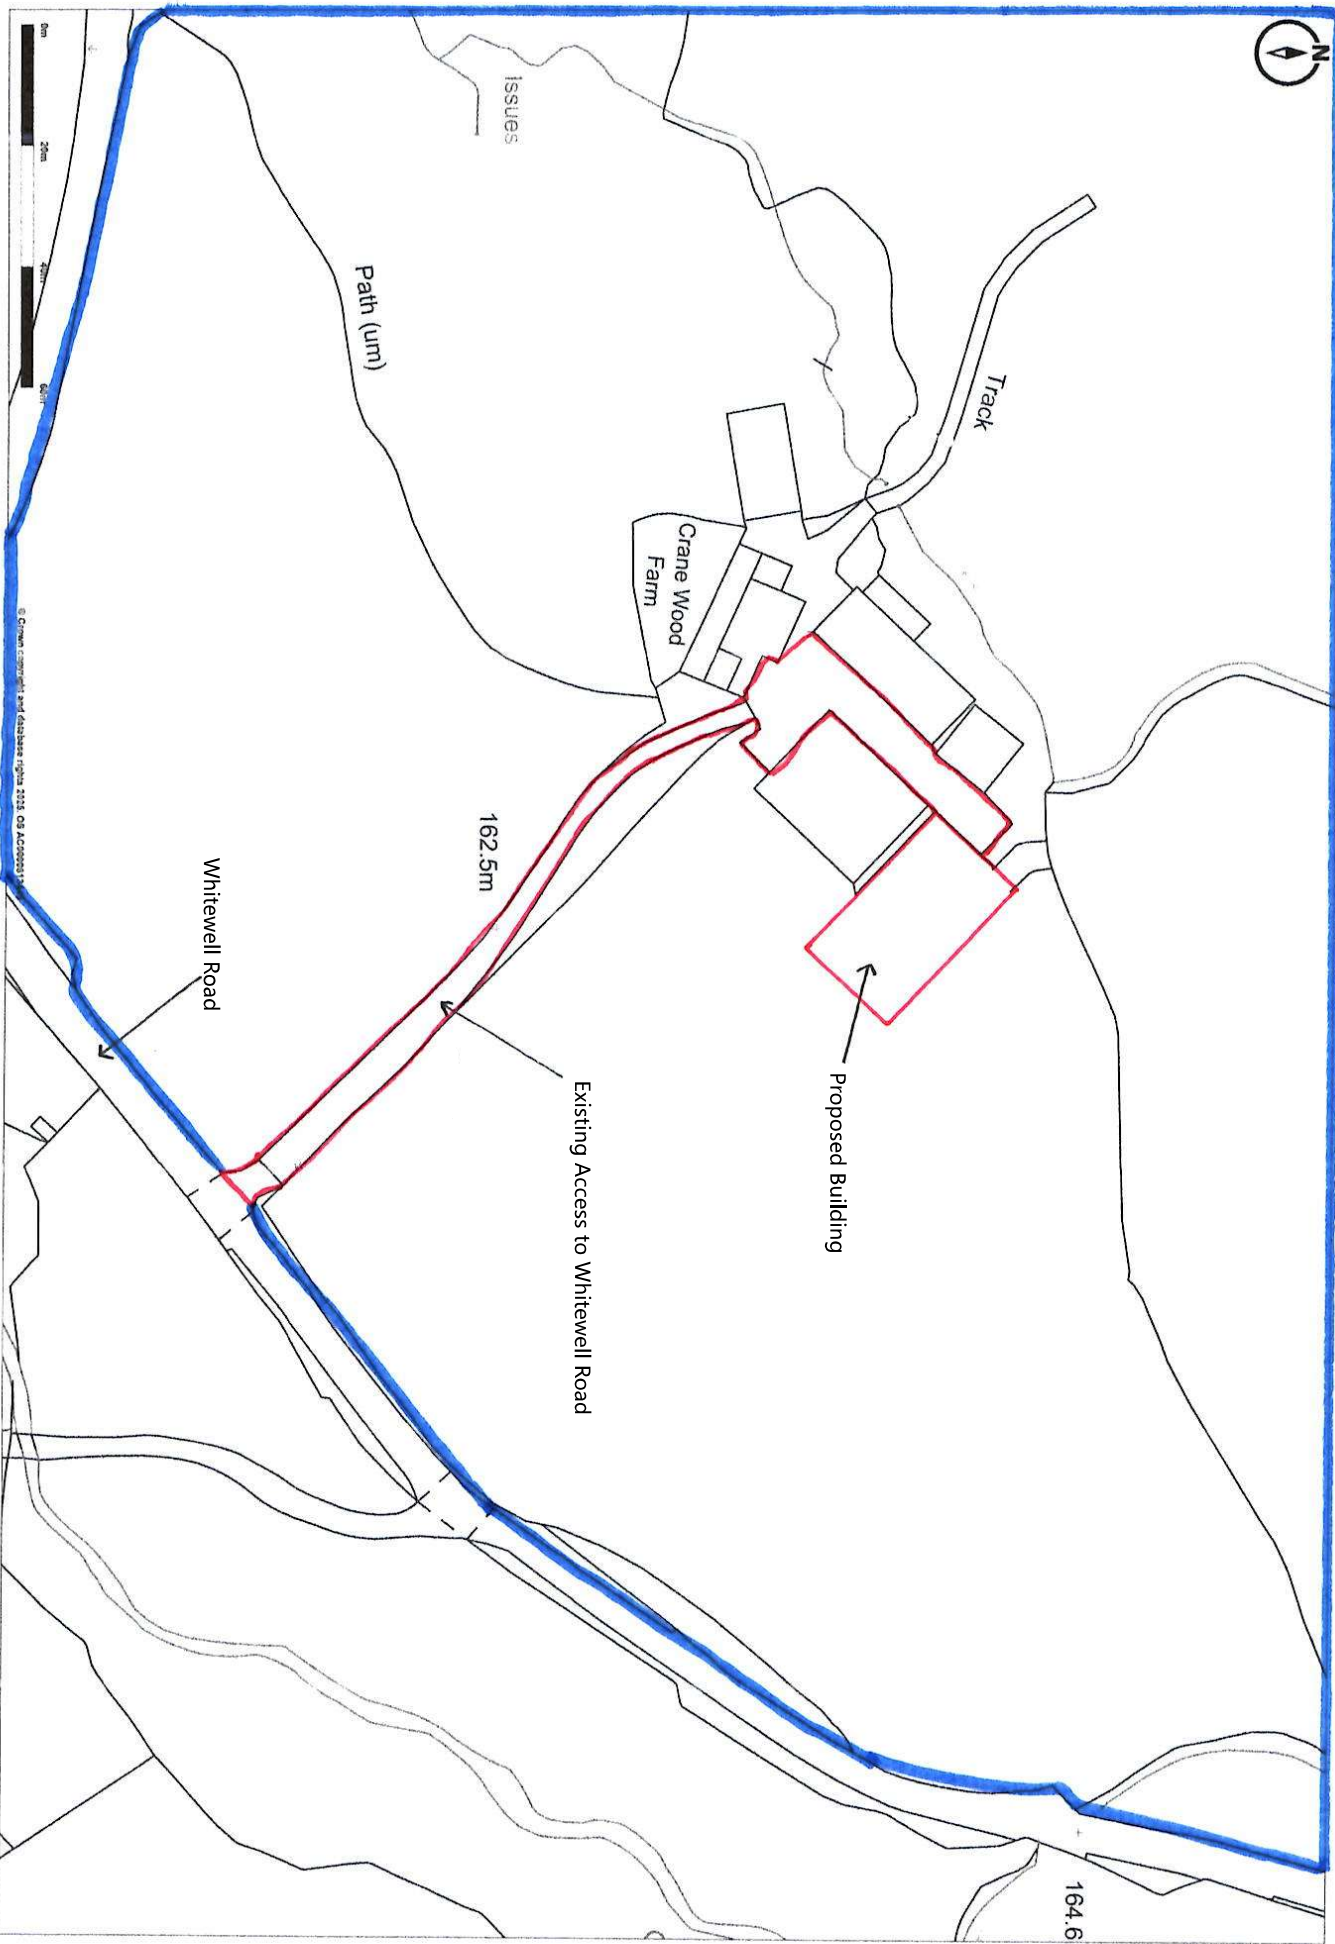 N
Issues
Track
Path (um)
Crane Wood
Farm
162.5m
Proposed Building
Existing Access to Whitewell Road
Whitewell Road
164.6
0m
20m
40m
60m
© Crown copyright and database rights 2025. OS